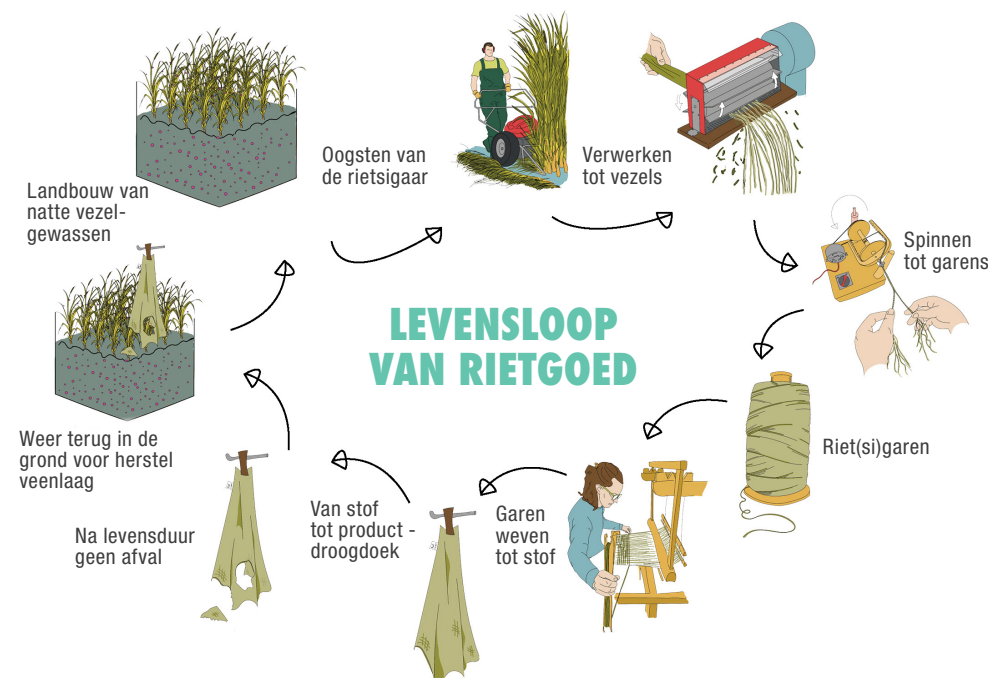 Landbouw van
natte vezel-
gewassen
Oogsten van
de rietsigaar
Verwerken
tot vezels
Spinnen
tot garens
LEVENSLOOP
VAN RIETGOED
Riet(si)garen
Garen
weven
tot stof
Van stof
tot product -
droogdoek
Na levensduur
geen afval
Weer terug in de
grond voor herstel
veenlaag